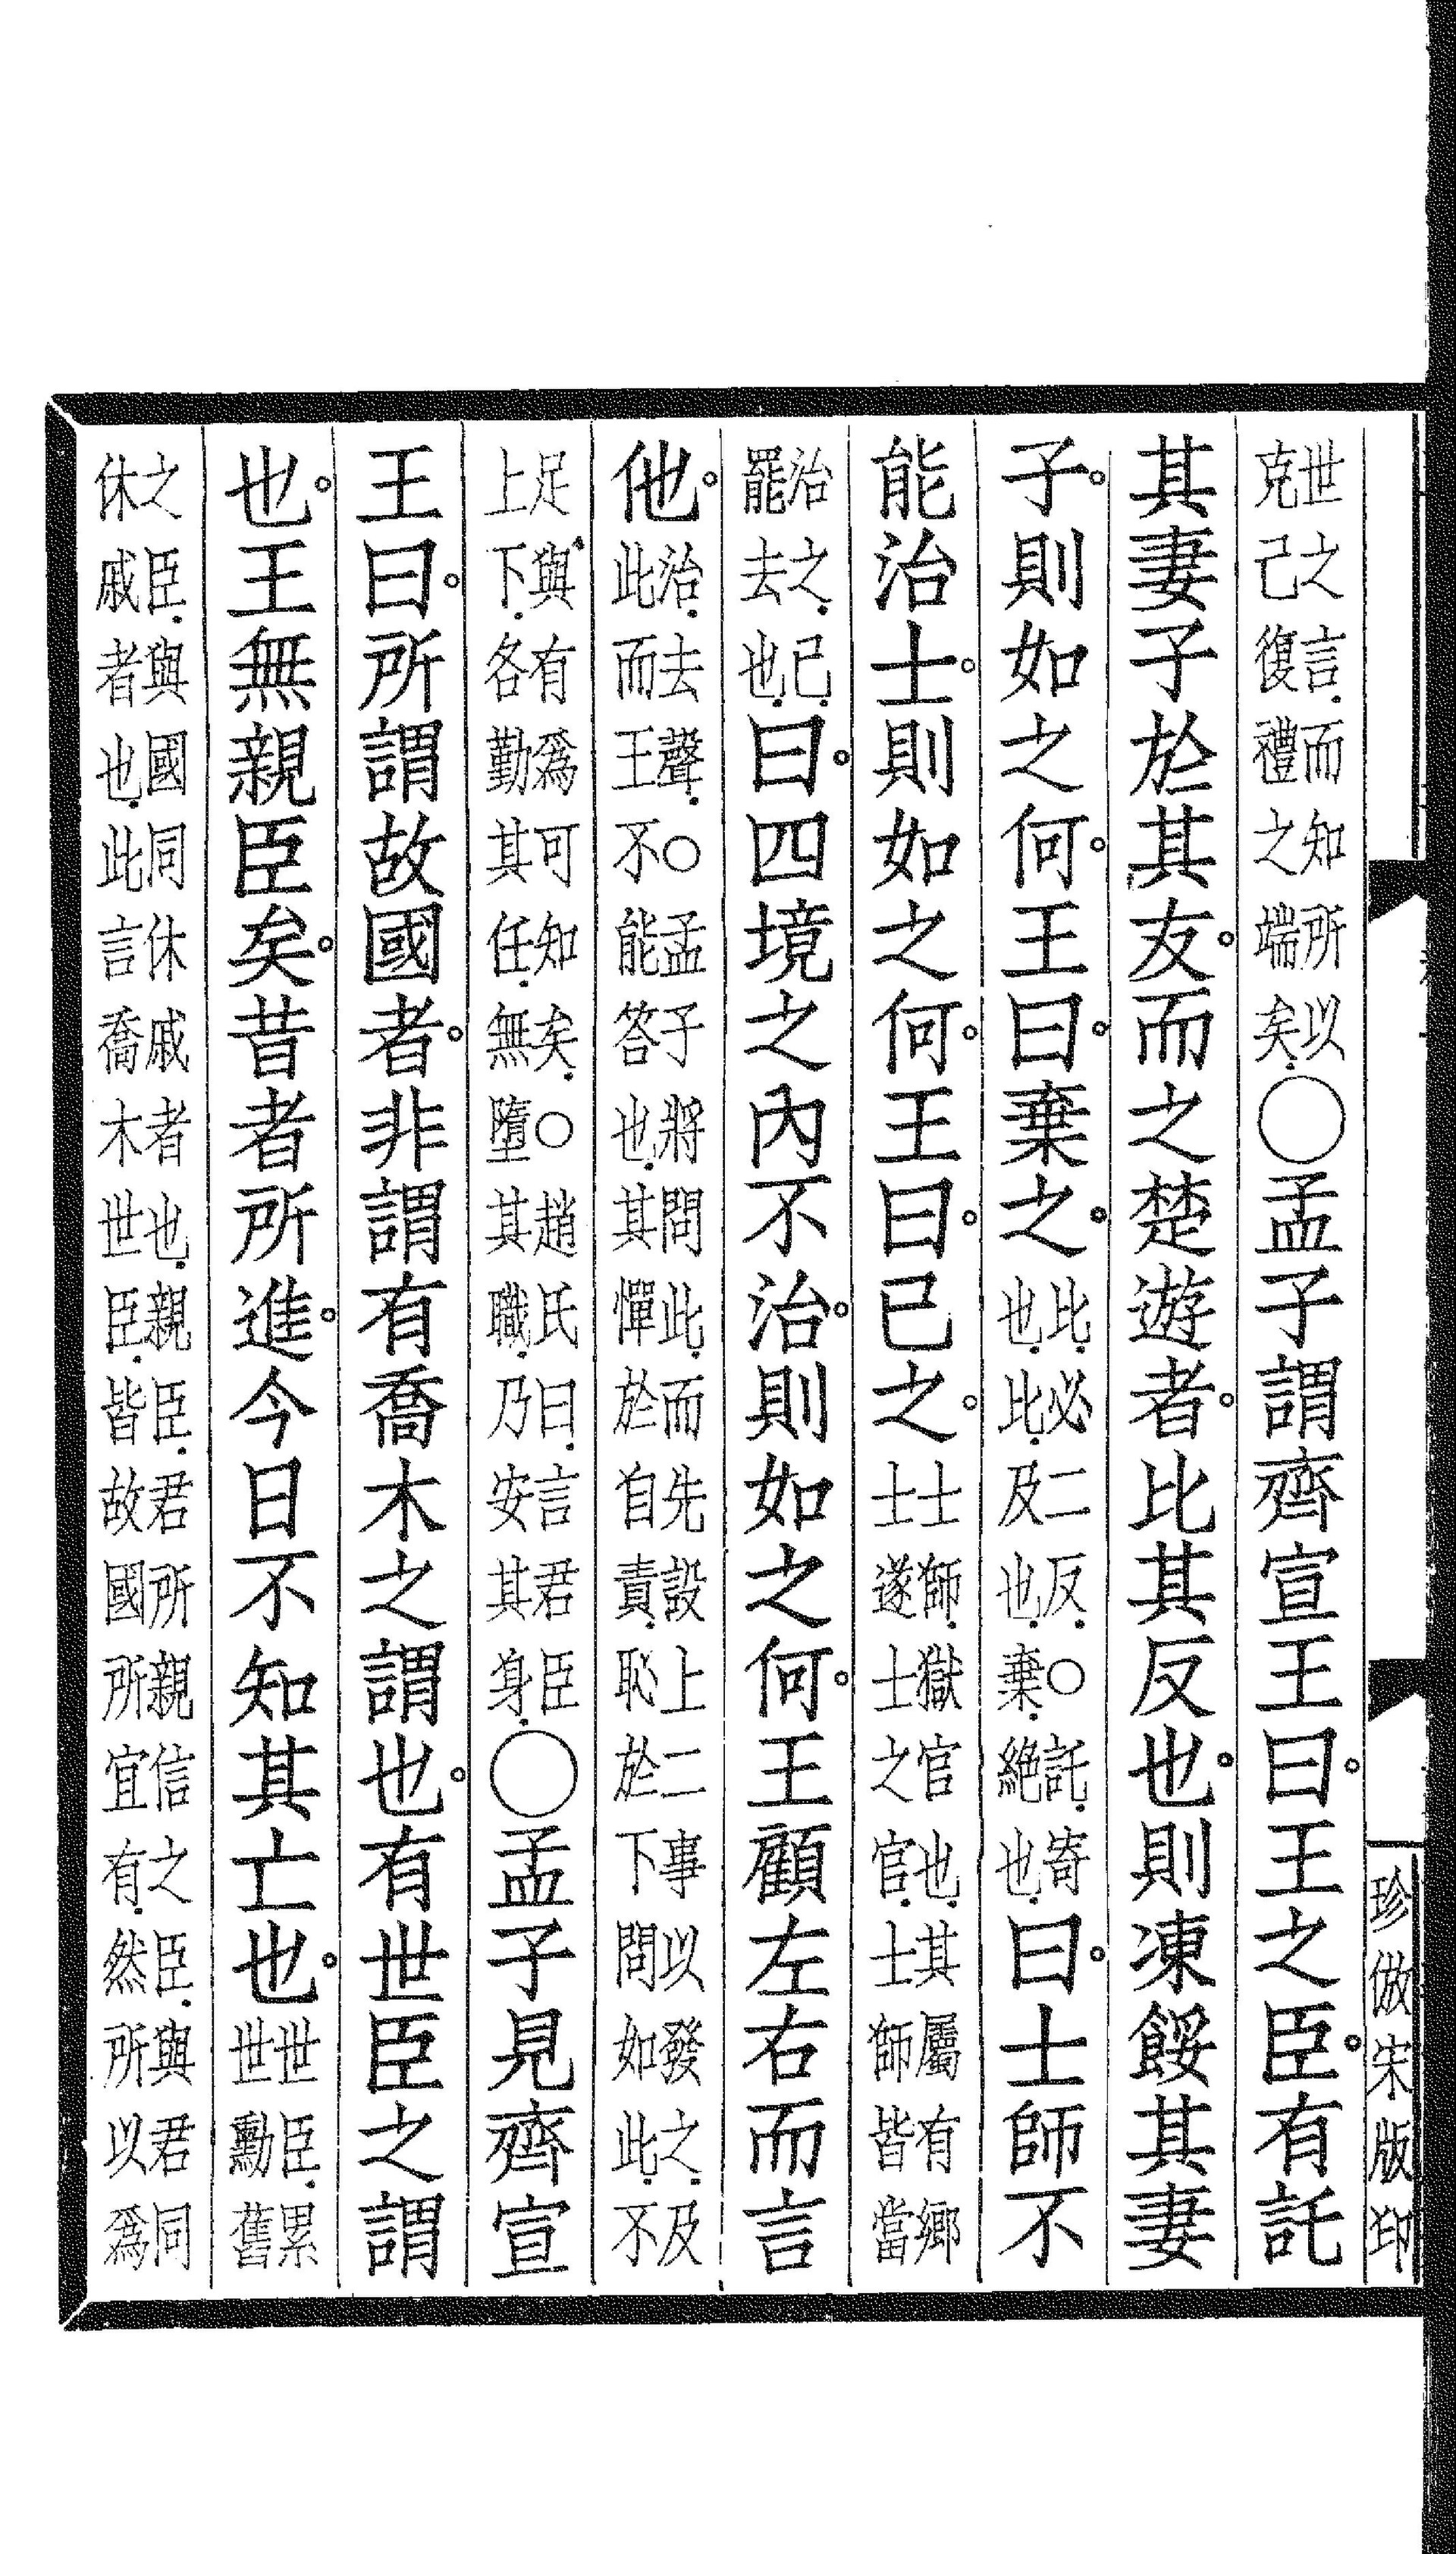 珍倣宋版印
世之言．而知所以克己復禮之端矣．○孟子謂齊宣王曰。王之臣。有託
其妻子於其友。而之楚遊者。比其反也。則凍餒其妻
子。則如之何。王曰。棄之。比．必二反．○託．寄也．比．及也．棄．絕也．曰。士師不
能治士。則如之何。王曰。已之。士師．獄官也．其屬有鄉士遂士之官．士師皆當
治之．已．罷去也．曰。四境之內不治。則如之何。王顧左右而言
他。治．去聲．○孟子將問此．而先設上二事以發之．及此而王不能答也．其憚於自責．恥於下問如此．不
足與有爲可知矣．○趙氏曰．言君臣上下．各勤其任．無墮其職．乃安其身．○孟子見齊宣
王曰。所謂故國者。非謂有喬木之謂也。有世臣之謂
也。王無親臣矣。昔者所進。今日不知其亡也。世臣．累世勳舊
之臣．與國同休戚者也．親臣．君所親信之臣．與君同休戚者也．此言喬木世臣．皆故國所宜有．然所以爲